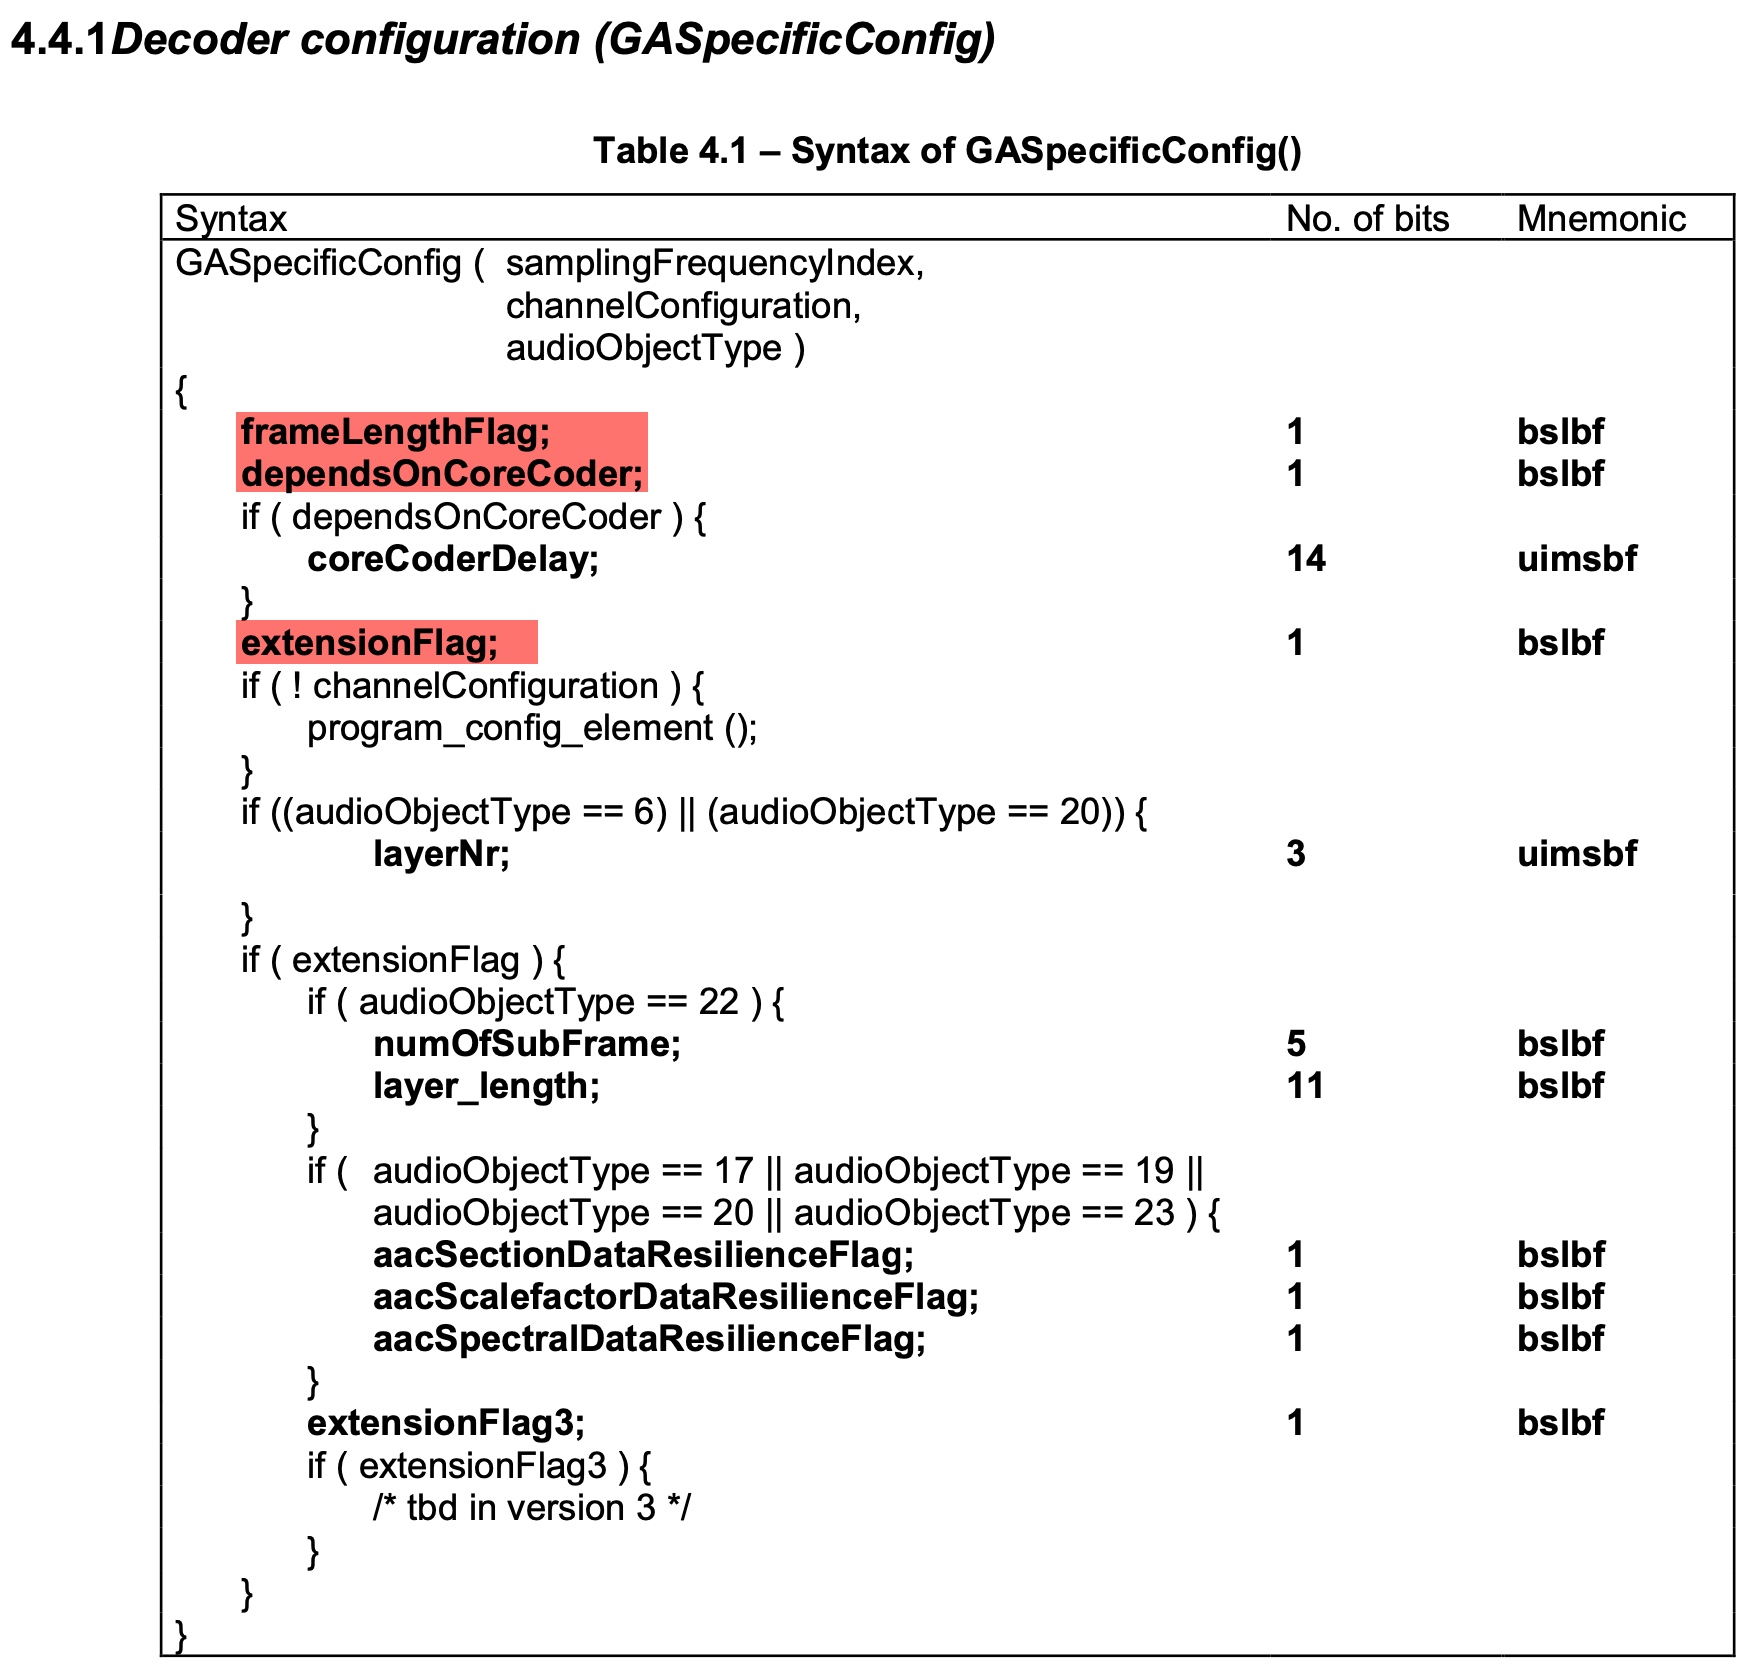 4.4.1Decoder configuration (GASpecificConfig)
Table 4.1 – Syntax of GASpecificConfig()
Syntax No. of bits Mnemonic
GASpecificConfig ( samplingFrequencyIndex,
channelConfiguration,
audioObjectType )
{
frameLengthFlag; 1 bslbf
dependsOnCoreCoder; 1 bslbf
if ( dependsOnCoreCoder ) {
coreCoderDelay; 14 uimsbf
}
extensionFlag; 1 bslbf
if ( ! channelConfiguration ) {
program_config_element ();
}
if ((audioObjectType == 6) || (audioObjectType == 20)) {
layerNr; 3 uimsbf
}
if ( extensionFlag ) {
if ( audioObjectType == 22 ) {
numOfSubFrame; 5 bslbf
layer_length; 11 bslbf
}
if ( audioObjectType == 17 || audioObjectType == 19 ||
audioObjectType == 20 || audioObjectType == 23 ) {
aacSectionDataResilienceFlag; 1 bslbf
aacScalefactorDataResilienceFlag; 1 bslbf
aacSpectralDataResilienceFlag; 1 bslbf
}
extensionFlag3; 1 bslbf
if ( extensionFlag3 ) {
/* tbd in version 3 */
}
}
}